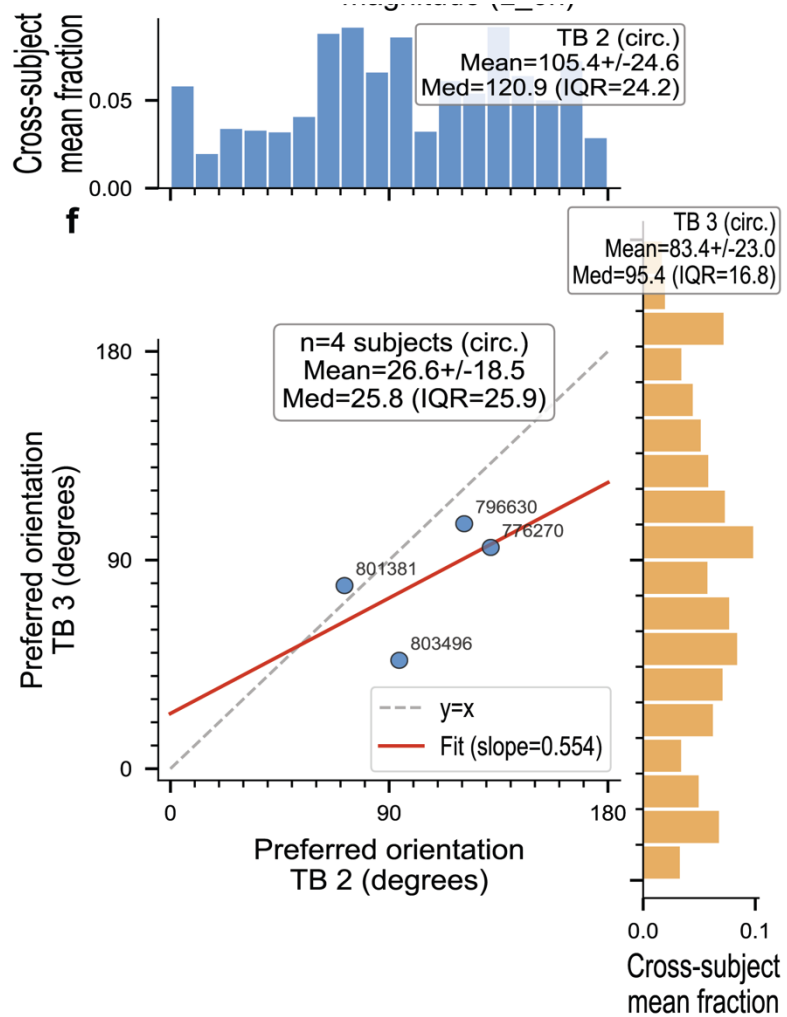 magnitude (z_on)
Cross-subject
mean fraction
TB 2 (circ.)
Mean=105.4+/-24.6
Med=120.9 (IQR=24.2)
0.05
0.00
f
TB 3 (circ.)
Mean=83.4+/-23.0
Med=95.4 (IQR=16.8)
n=4 subjects (circ.)
Mean=26.6+/-18.5
Med=25.8 (IQR=25.9)
180
90
0
Preferred orientation
TB 3 (degrees)
796630
776270
801381
803496
y=x
Fit (slope=0.554)
0
90
180
Preferred orientation
TB 2 (degrees)
0.0
0.1
Cross-subject
mean fraction